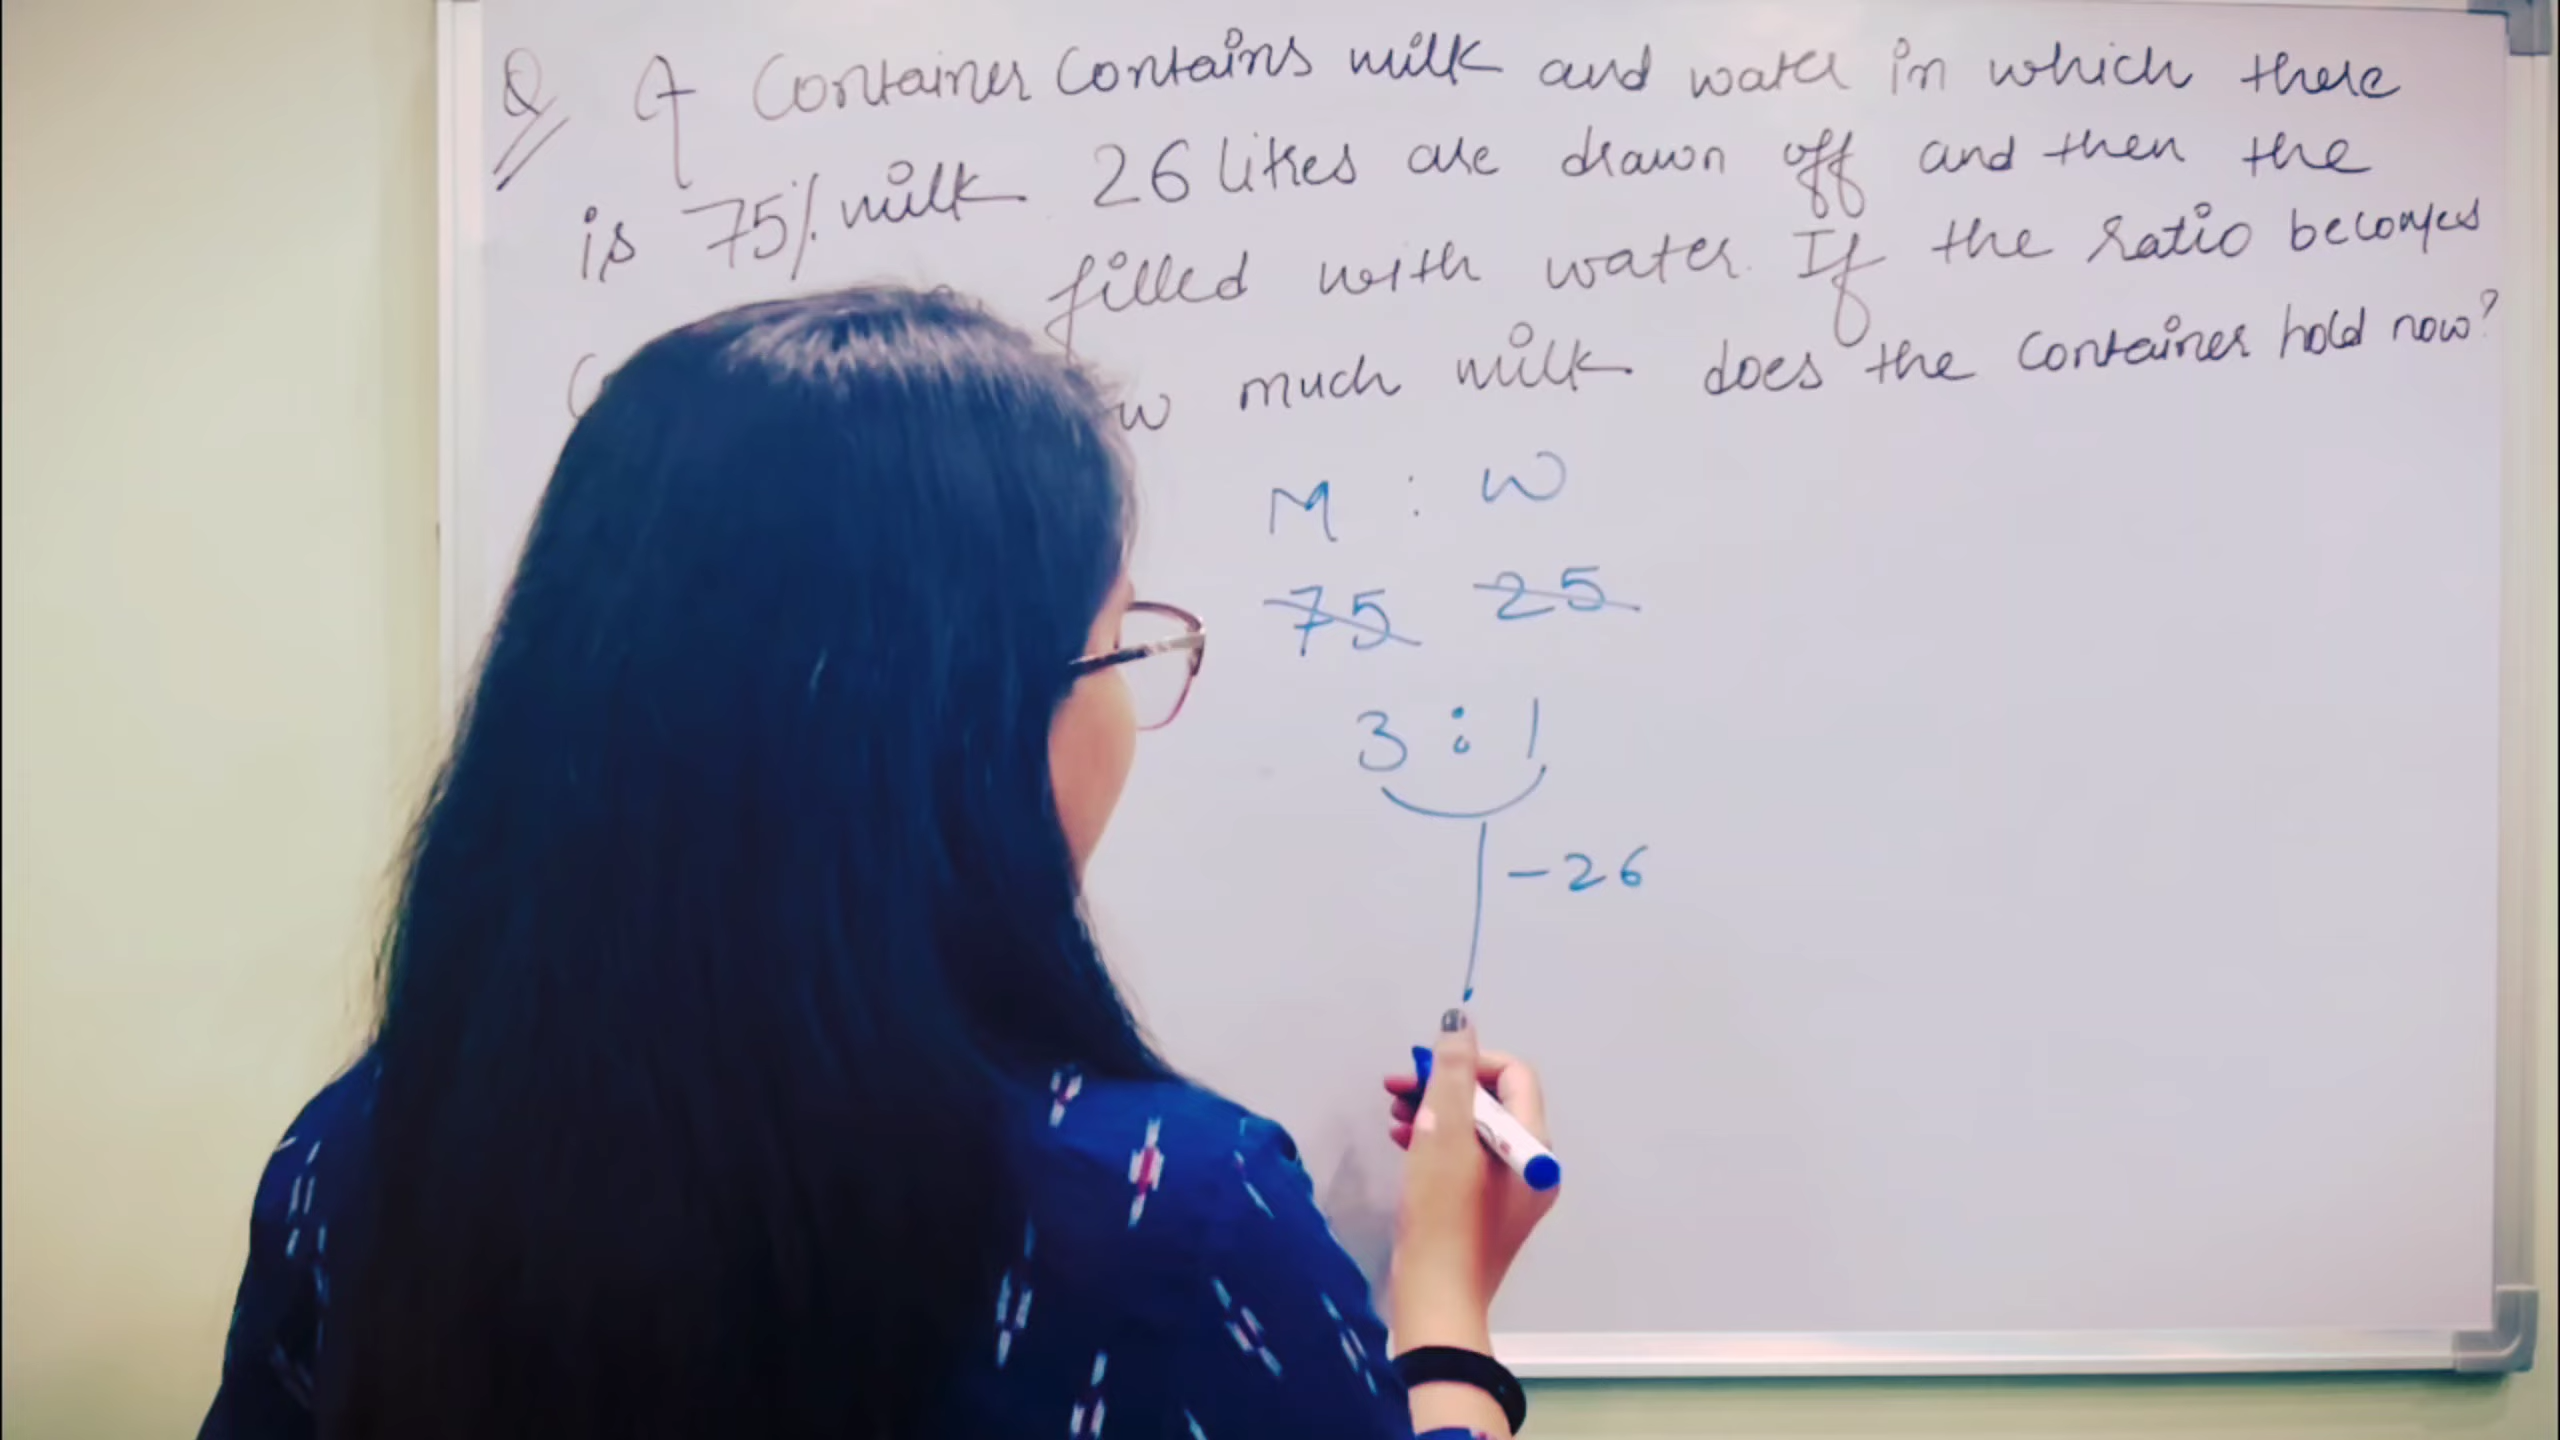 Q A Container contains milk and water in which there
is 75% milk 26 litres are drawn off and then the
filled with water. If the ratio becomes
much milk does the container hold now?
M : W
75 25
3 : 1
-26